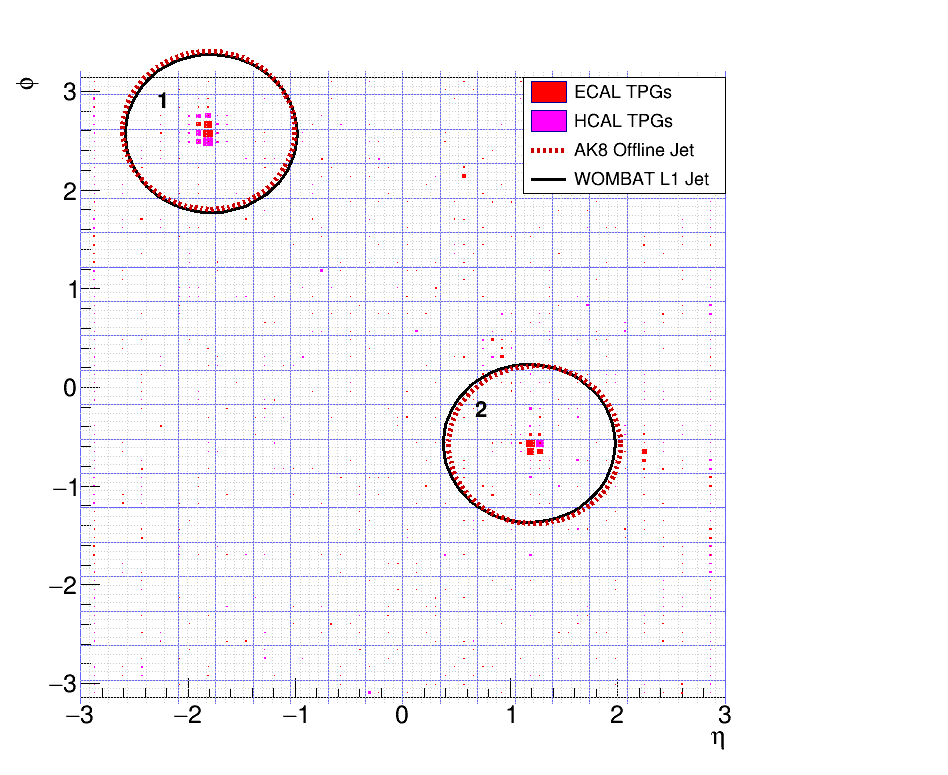 ϕ
3
2
1
0
−1
−2
−3
1
2
ECAL TPGs
HCAL TPGs
AK8 Offline Jet
WOMBAT L1 Jet
−3 −2 −1 0 1 2 3
η